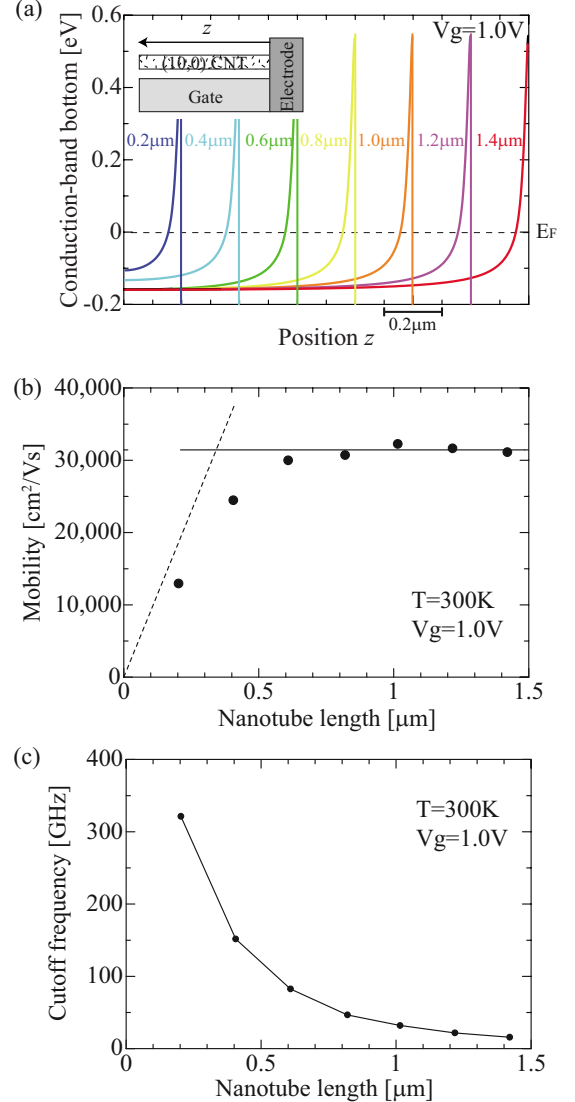 (a)
Conduction-band bottom [eV]
0.6
0.4
0.2
0
-0.2
Vg=1.0V
z
(10,0) CNT
Gate
Electrode
0.2μm
0.4μm
0.6μm
0.8μm
1.0μm
1.2μm
1.4μm
EF
0.2μm
Position z
(b)
Mobility [cm²/Vs]
40,000
30,000
20,000
10,000
0
T=300K
Vg=1.0V
0
0.5
1
1.5
Nanotube length [μm]
(c)
Cutoff frequency [GHz]
400
300
200
100
0
T=300K
Vg=1.0V
0
0.5
1
1.5
Nanotube length [μm]